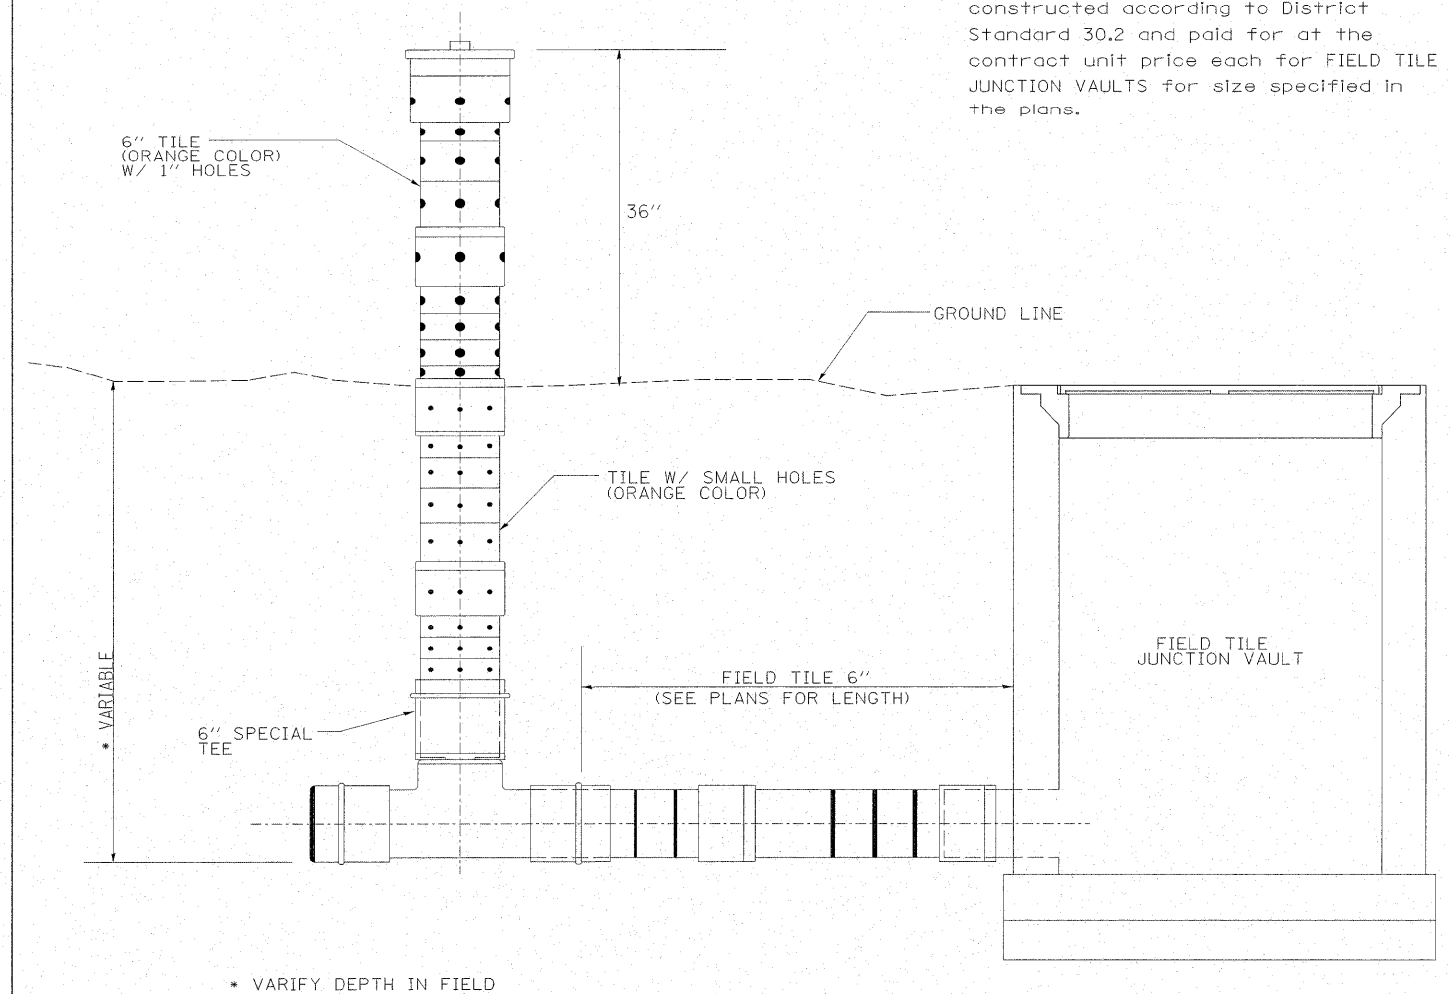 constructed according to District
Standard 30.2 and paid for at the
contract unit price each for FIELD TILE
JUNCTION VAULTS for size specified in
the plans.
6" TILE
(ORANGE COLOR)
W/ 1" HOLES
36"
GROUND LINE
TILE W/ SMALL HOLES
(ORANGE COLOR)
FIELD TILE
JUNCTION VAULT
* VARIABLE
FIELD TILE 6"
(SEE PLANS FOR LENGTH)
6" SPECIAL
TEE
* VARIFY DEPTH IN FIELD